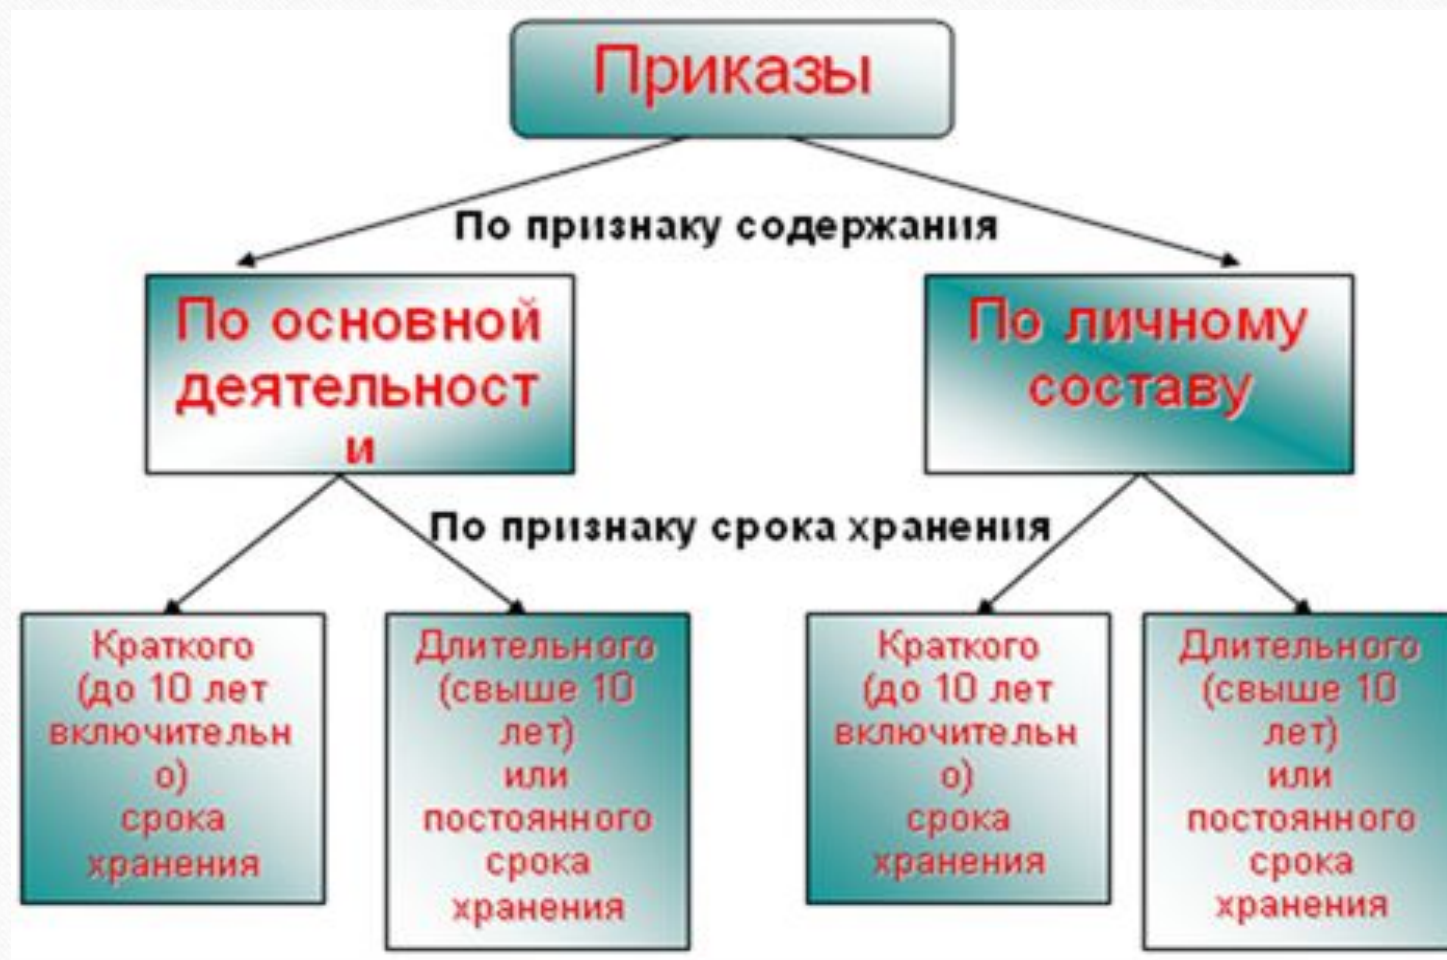 Приказы
По признаку содержания
По основной
деятельност
и
По личному
составу
По признаку срока хранения
Краткого
(до 10 лет
включительн
о)
срока
хранения
Длительного
(свыше 10
лет)
или
постоянного
срока
хранения
Краткого
(до 10 лет
включительн
о)
срока
хранения
Длительного
(свыше 10
лет)
или
постоянного
срока
хранения